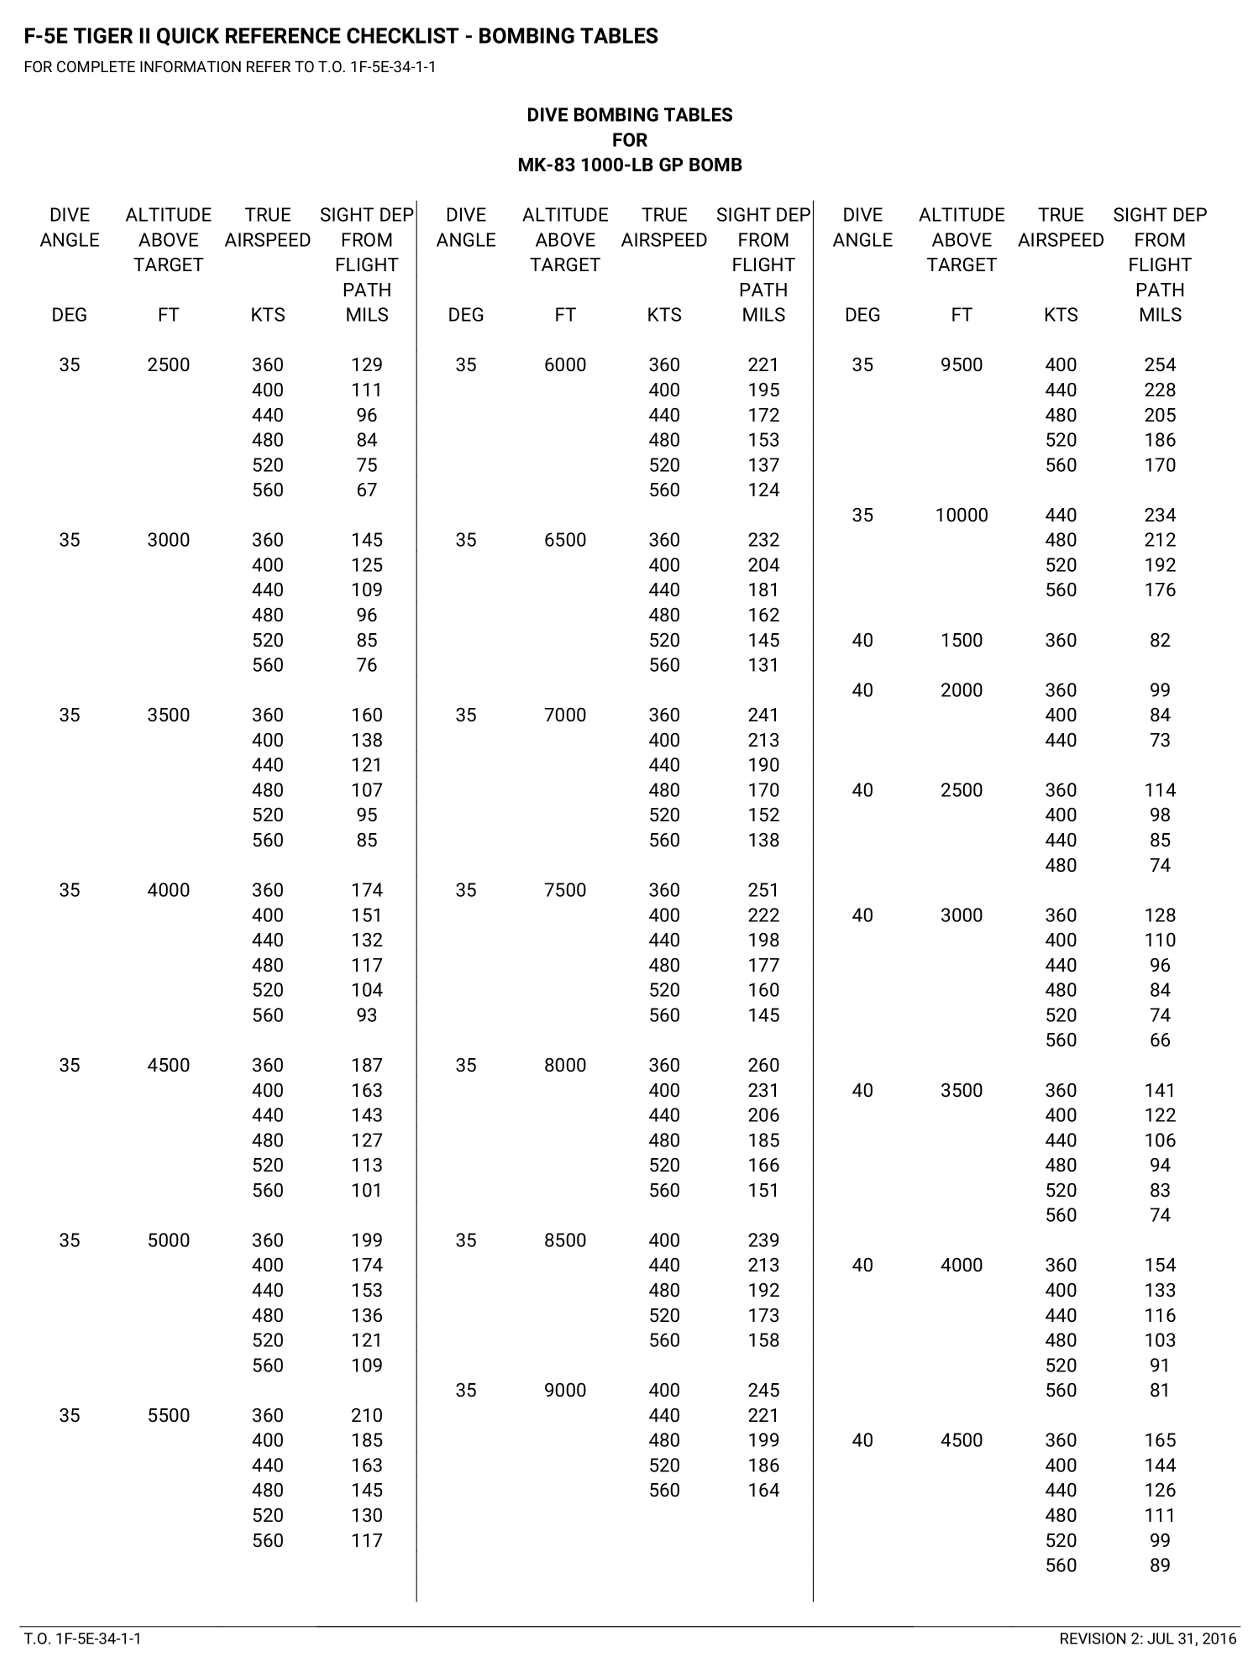 F-5E TIGER II QUICK REFERENCE CHECKLIST - BOMBING TABLES
FOR COMPLETE INFORMATION REFER TO T.O. 1F-5E-34-1-1
DIVE BOMBING TABLES
FOR
MK-83 1000-LB GP BOMB
DIVE ALTITUDE TRUE SIGHT DEP
ANGLE ABOVE AIRSPEED FROM
TARGET FLIGHT
PATH
DEG FT KTS MILS
35 2500 360 129
400 111
440 96
480 84
520 75
560 67
35 3000 360 145
400 125
440 109
480 96
520 85
560 76
35 3500 360 160
400 138
440 121
480 107
520 95
560 85
35 4000 360 174
400 151
440 132
480 117
520 104
560 93
35 4500 360 187
400 163
440 143
480 127
520 113
560 101
35 5000 360 199
400 174
440 153
480 136
520 121
560 109
35 5500 360 210
400 185
440 163
480 145
520 130
560 117
DIVE ALTITUDE TRUE SIGHT DEP
ANGLE ABOVE AIRSPEED FROM
TARGET FLIGHT
PATH
DEG FT KTS MILS
35 6000 360 221
400 195
440 172
480 153
520 137
560 124
35 6500 360 232
400 204
440 181
480 162
520 145
560 131
35 7000 360 241
400 213
440 190
480 170
520 152
560 138
35 7500 360 251
400 222
440 198
480 177
520 160
560 145
35 8000 360 260
400 231
440 206
480 185
520 166
560 151
35 8500 400 239
440 213
480 192
520 173
560 158
35 9000 400 245
440 221
480 199
520 186
560 164
DIVE ALTITUDE TRUE SIGHT DEP
ANGLE ABOVE AIRSPEED FROM
TARGET FLIGHT
PATH
DEG FT KTS MILS
35 9500 400 254
440 228
480 205
520 186
560 170
35 10000 440 234
480 212
520 192
560 176
40 1500 360 82
40 2000 360 99
400 84
440 73
40 2500 360 114
400 98
440 85
480 74
40 3000 360 128
400 110
440 96
480 84
520 74
560 66
40 3500 360 141
400 122
440 106
480 94
520 83
560 74
40 4000 360 154
400 133
440 116
480 103
520 91
560 81
40 4500 360 165
400 144
440 126
480 111
520 99
560 89
T.O. 1F-5E-34-1-1
REVISION 2: JUL 31, 2016